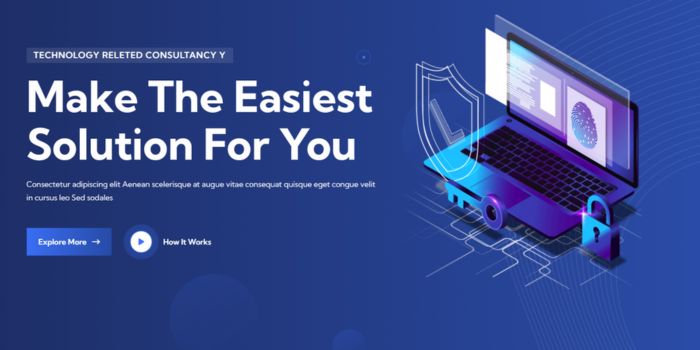 TECHNOLOGY RELETED CONSULTANCY Y
Make The Easiest
Solution For You
Consectetur adipiscing elit Aenean scelerisque at augue vitae consequat quisque eget congue velit
in cursus leo Sed sodales
Explore More
How It Works